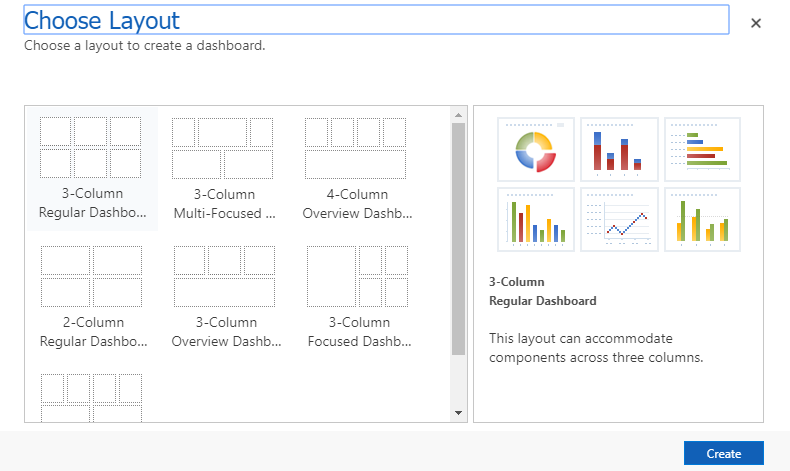 Choose Layout
Choose a layout to create a dashboard.
3-Column
Regular Dashbo...
3-Column
Multi-Focused ...
4-Column
Overview Dashb...
2-Column
Regular Dashbo...
3-Column
Overview Dashb...
3-Column
Focused Dashb...
3-Column
Regular Dashboard
This layout can accommodate
components across three columns.
Create